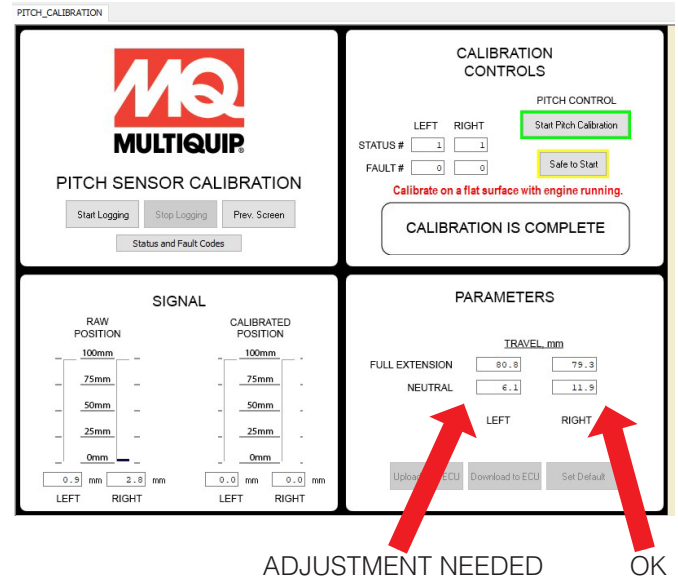 PITCH_CALIBRATION
MQ
MULTIQUIP®
PITCH SENSOR CALIBRATION
Start Logging Stop Logging Prev. Screen
Status and Fault Codes
CALIBRATION
CONTROLS
PITCH CONTROL
LEFT RIGHT Start Pitch Calibration
STATUS # 1 1
FAULT # 0 0 Safe to Start
Calibrate on a flat surface with engine running.
CALIBRATION IS COMPLETE
SIGNAL
RAW
POSITION
100mm
75mm
50mm
25mm
0mm
0.9 mm 2.8 mm
LEFT RIGHT
CALIBRATED
POSITION
100mm
75mm
50mm
25mm
0mm
0.0 mm 0.0 mm
LEFT RIGHT
PARAMETERS
TRAVEL, mm
FULL EXTENSION 80.8 79.3
NEUTRAL 6.1 11.9
LEFT RIGHT
ECU Download to ECU Set Default
ADJUSTMENT NEEDED OK